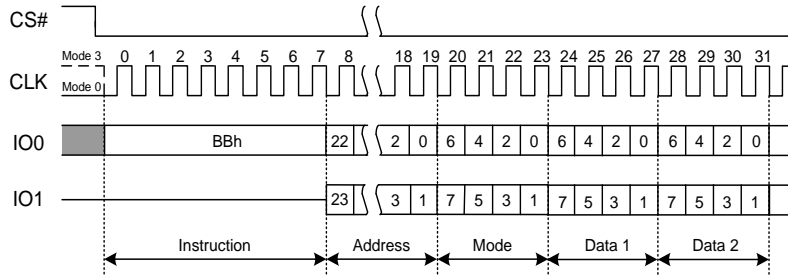 CS#
Mode 3 0 1 2 3 4 5 6 7 8 18 19 20 21 22 23 24 25 26 27 28 29 30 31
CLK
Mode 0
IO0 BBh 22 2 0 6 4 2 0 6 4 2 0 6 4 2 0
IO1 23 3 1 7 5 3 1 7 5 3 1 7 5 3 1
Instruction Address Mode Data 1 Data 2